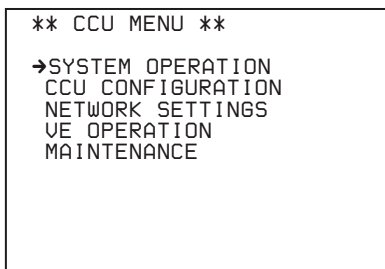 ** CCU MENU **
→SYSTEM OPERATION
CCU CONFIGURATION
NETWORK SETTINGS
VE OPERATION
MAINTENANCE